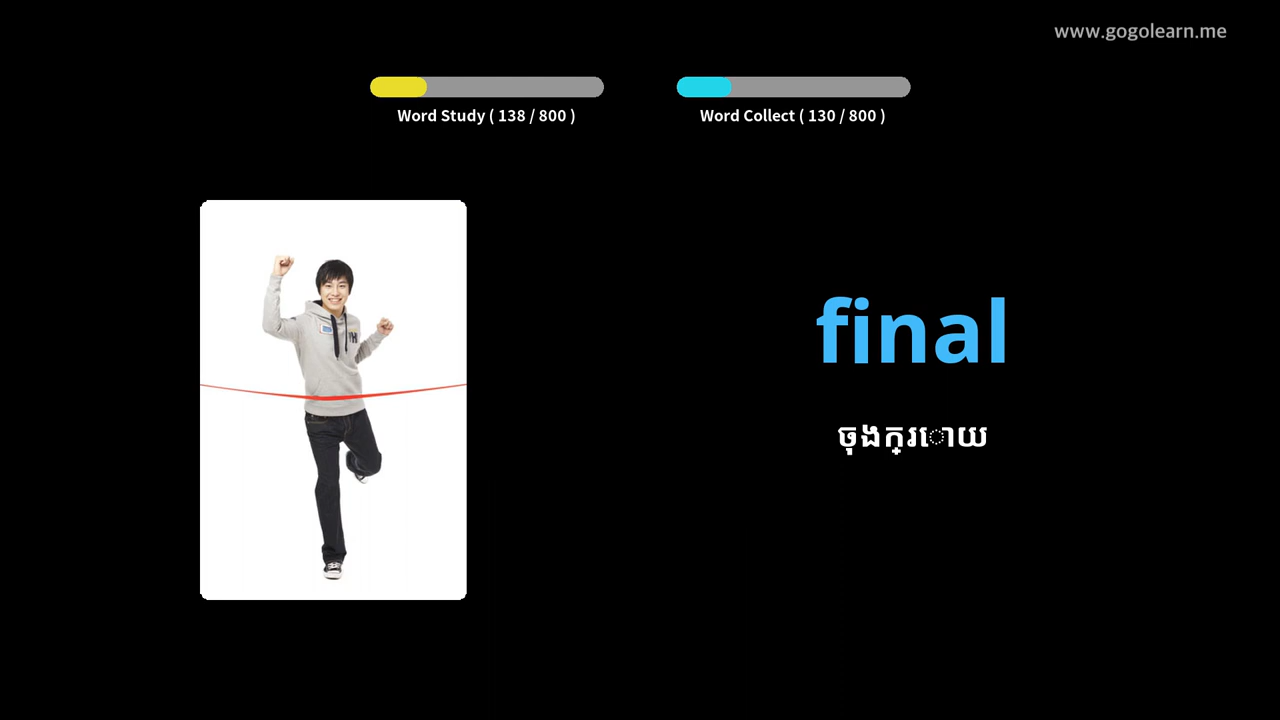 www.gogolearn.me
Word Study ( 138 / 800 )
Word Collect ( 130 / 800 )
final
ចុងក្រោយ